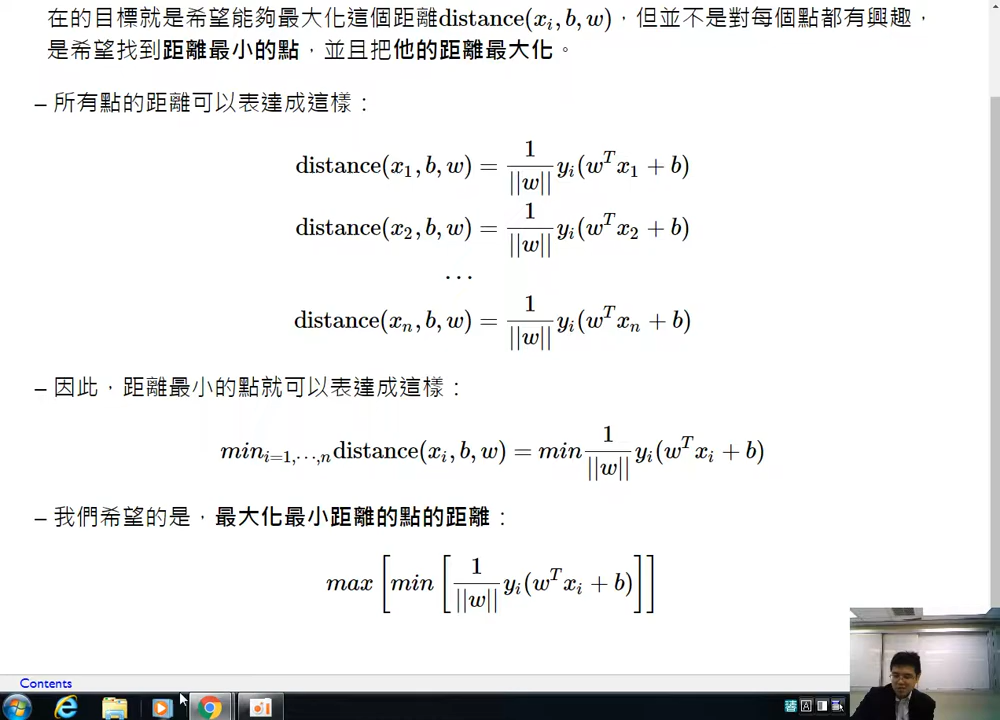 在的目標就是希望能夠最大化這個距離distance(x_i, b, w)，但並不是對每個點都有興趣，
是希望找到距離最小的點，並且把他的距離最大化。
– 所有點的距離可以表達成這樣：
distance(x_1, b, w) = \frac{1}{||w||} y_i(w^T x_1 + b)
distance(x_2, b, w) = \frac{1}{||w||} y_i(w^T x_2 + b)
…
distance(x_n, b, w) = \frac{1}{||w||} y_i(w^T x_n + b)
– 因此，距離最小的點就可以表達成這樣：
min_{i=1,…,n} distance(x_i, b, w) = min \frac{1}{||w||} y_i(w^T x_i + b)
– 我們希望的是，最大化最小距離的點的距離：
max [min [\frac{1}{||w||} y_i(w^T x_i + b)]]
Contents